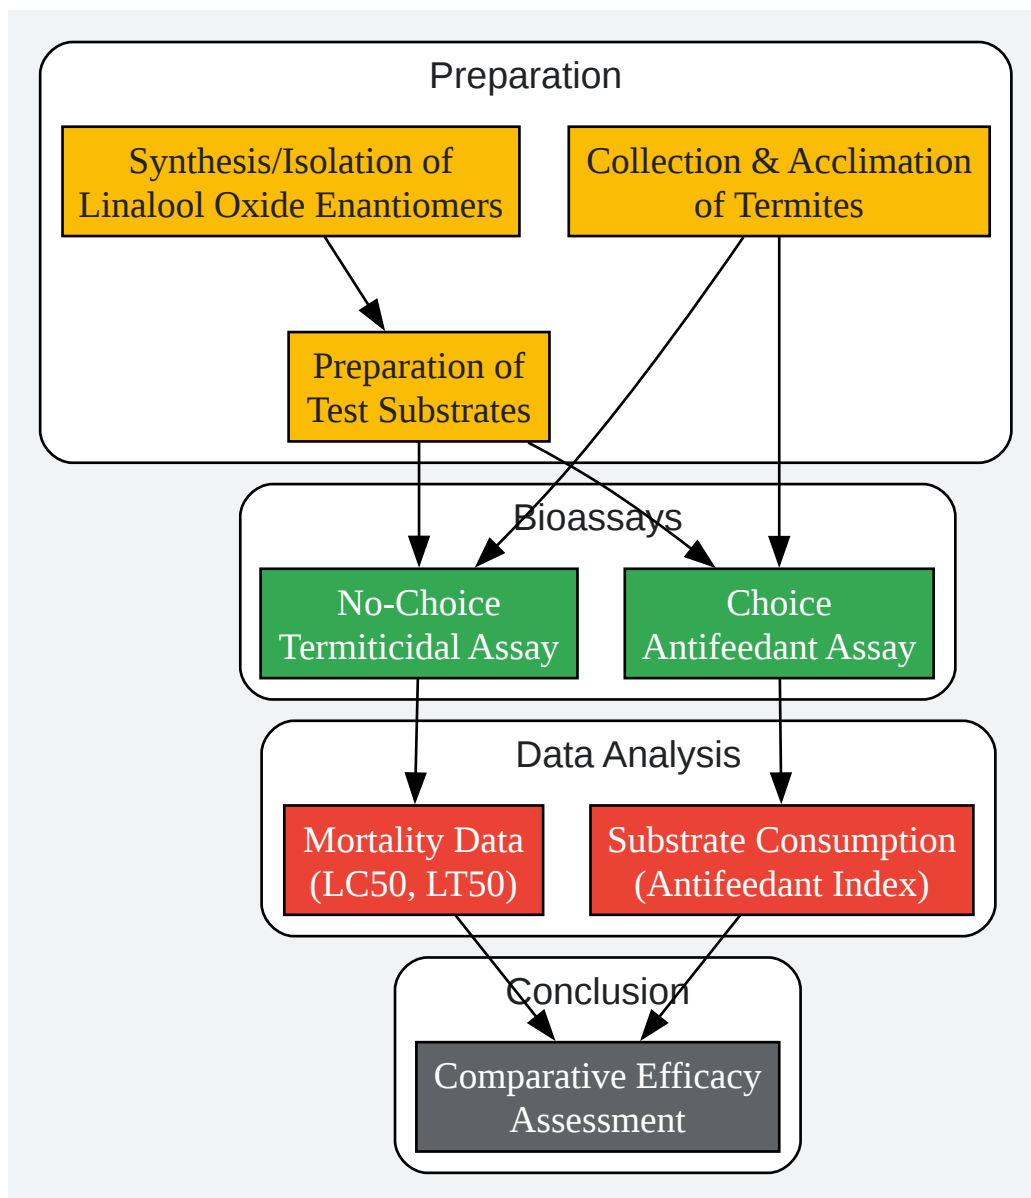 Preparation
Synthesis/Isolation of
Linalool Oxide Enantiomers
Collection & Acclimation
of Termites
Preparation of
Test Substrates
Bioassays
No-Choice
Termiticidal Assay
Choice
Antifeedant Assay
Data Analysis
Mortality Data
(LC50, LT50)
Substrate Consumption
(Antifeedant Index)
Conclusion
Comparative Efficacy
Assessment